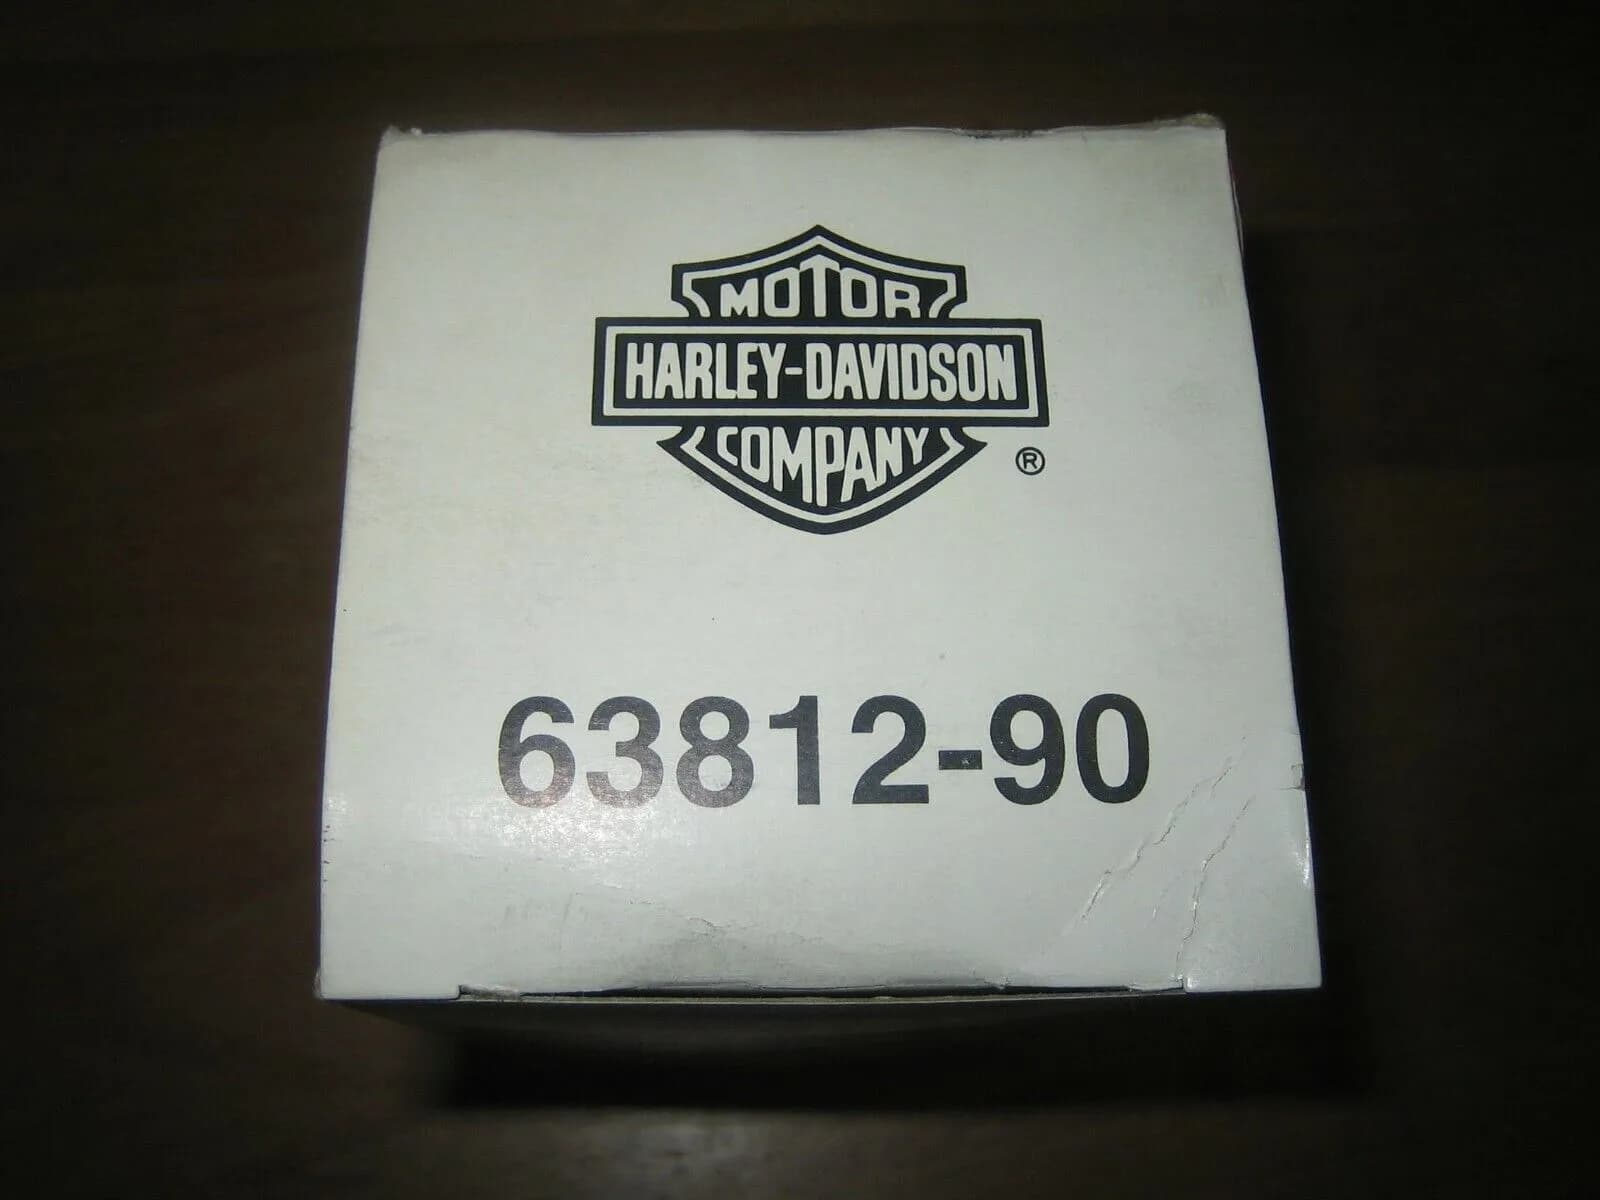 MOTOR
HARLEY-DAVIDSON
COMPANY
®
63812-90